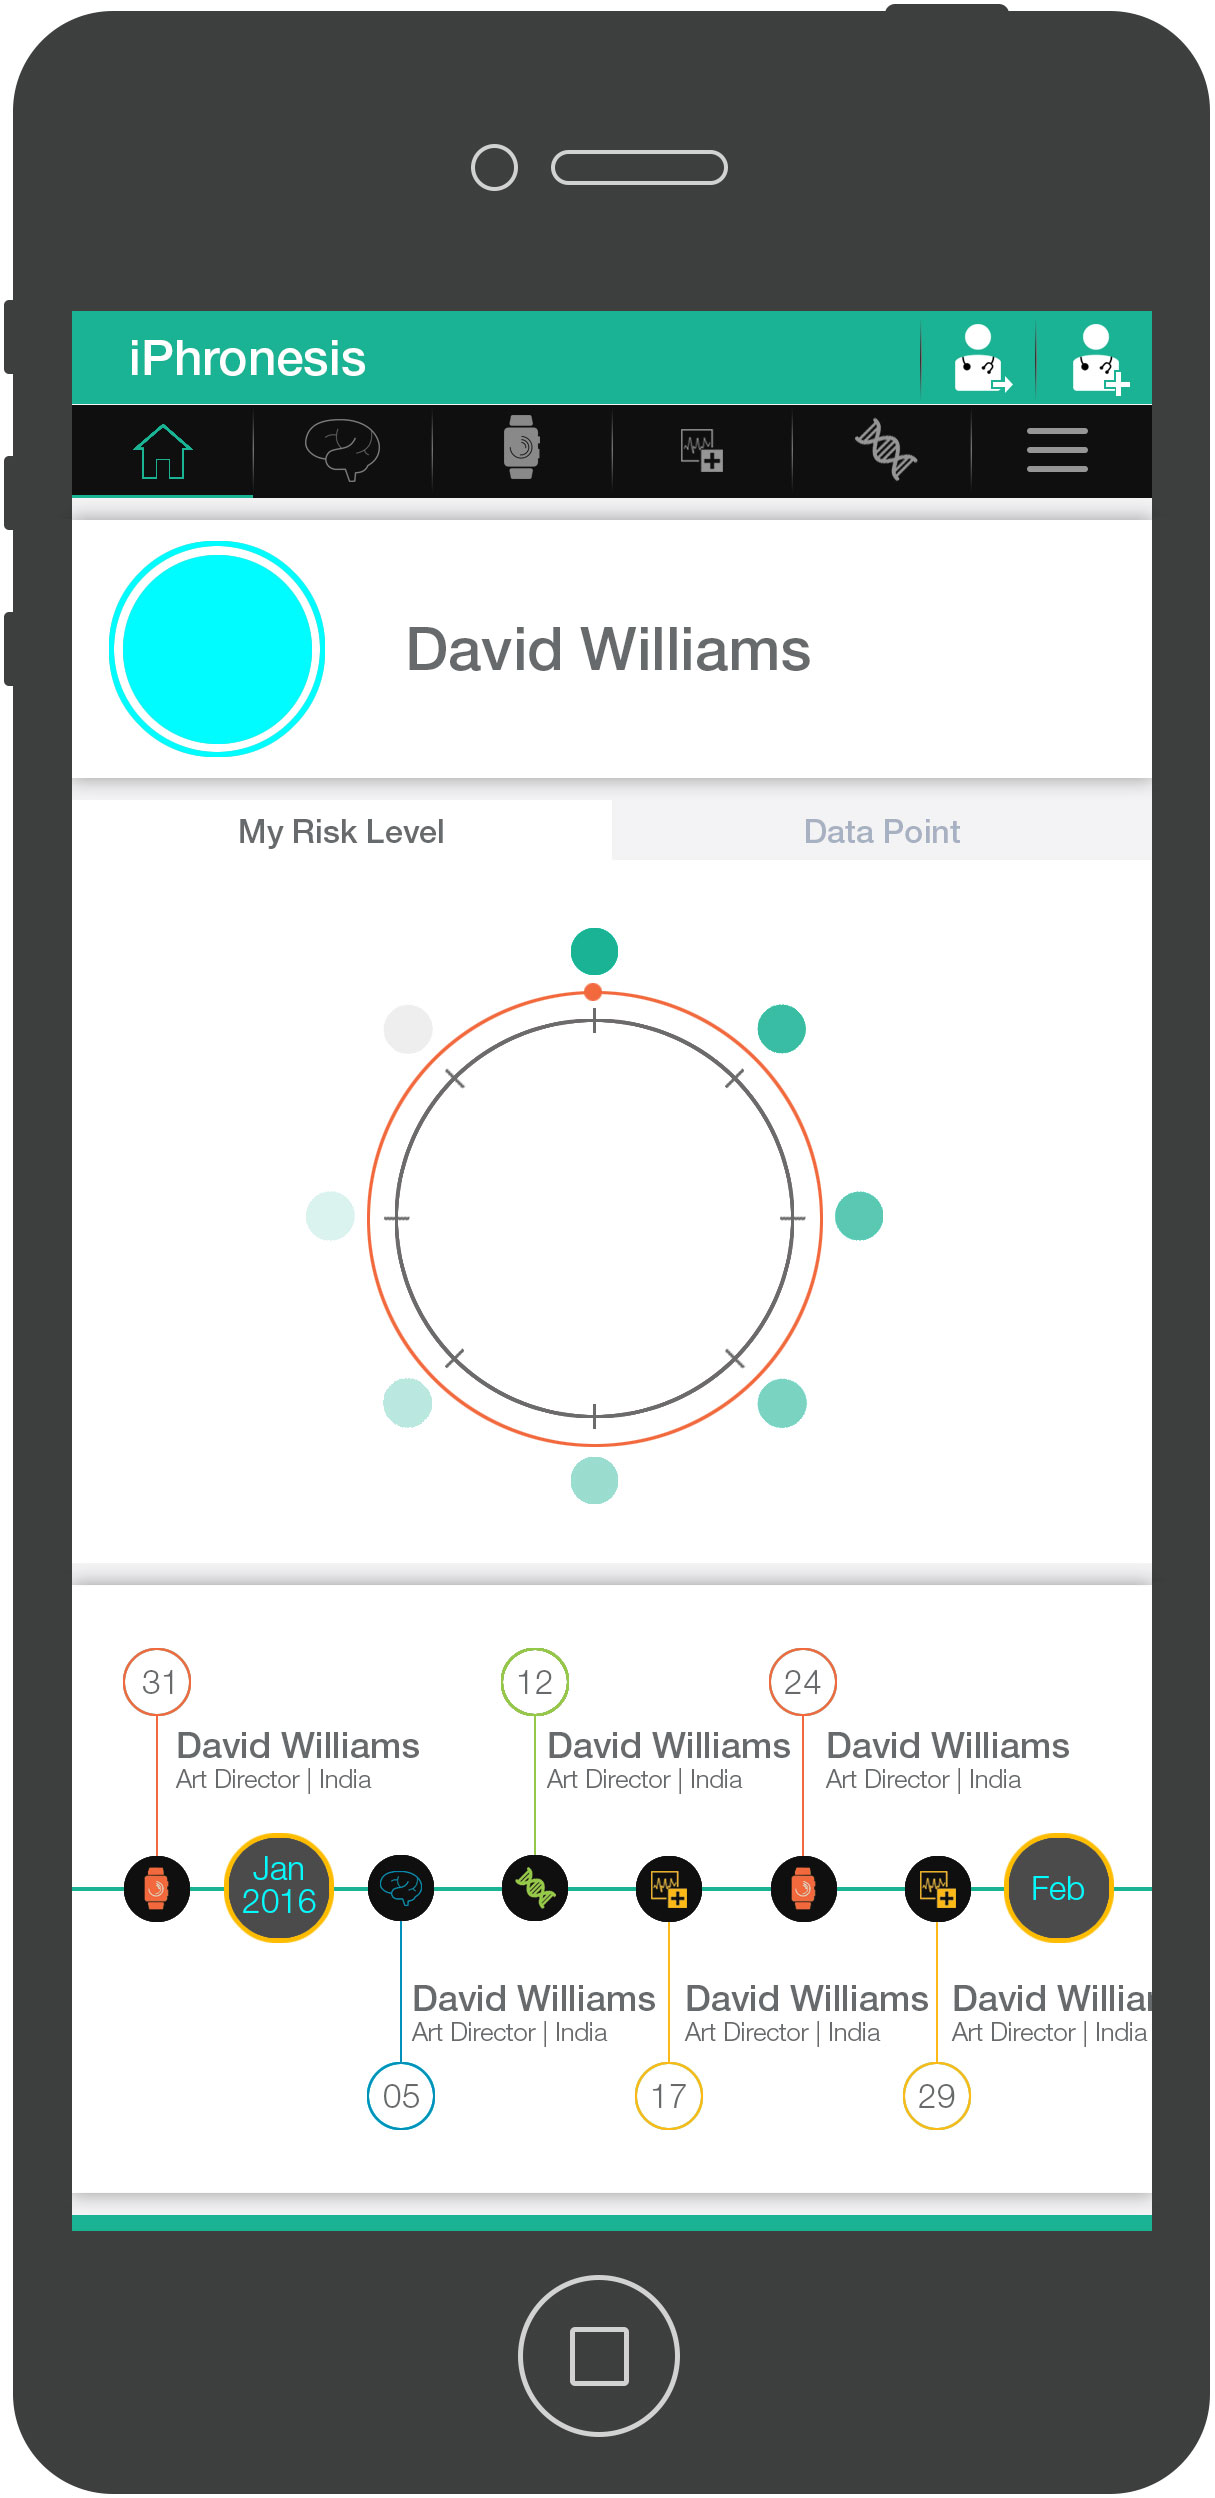 iPhronesis
David Williams
My Risk Level
Data Point
31
12
24
David Williams
Art Director | India
David Williams
Art Director | India
David Williams
Art Director | India
Jan
2016
Feb
David Williams
Art Director | India
David Williams
Art Director | India
David Willia
Art Director | India
05
17
29